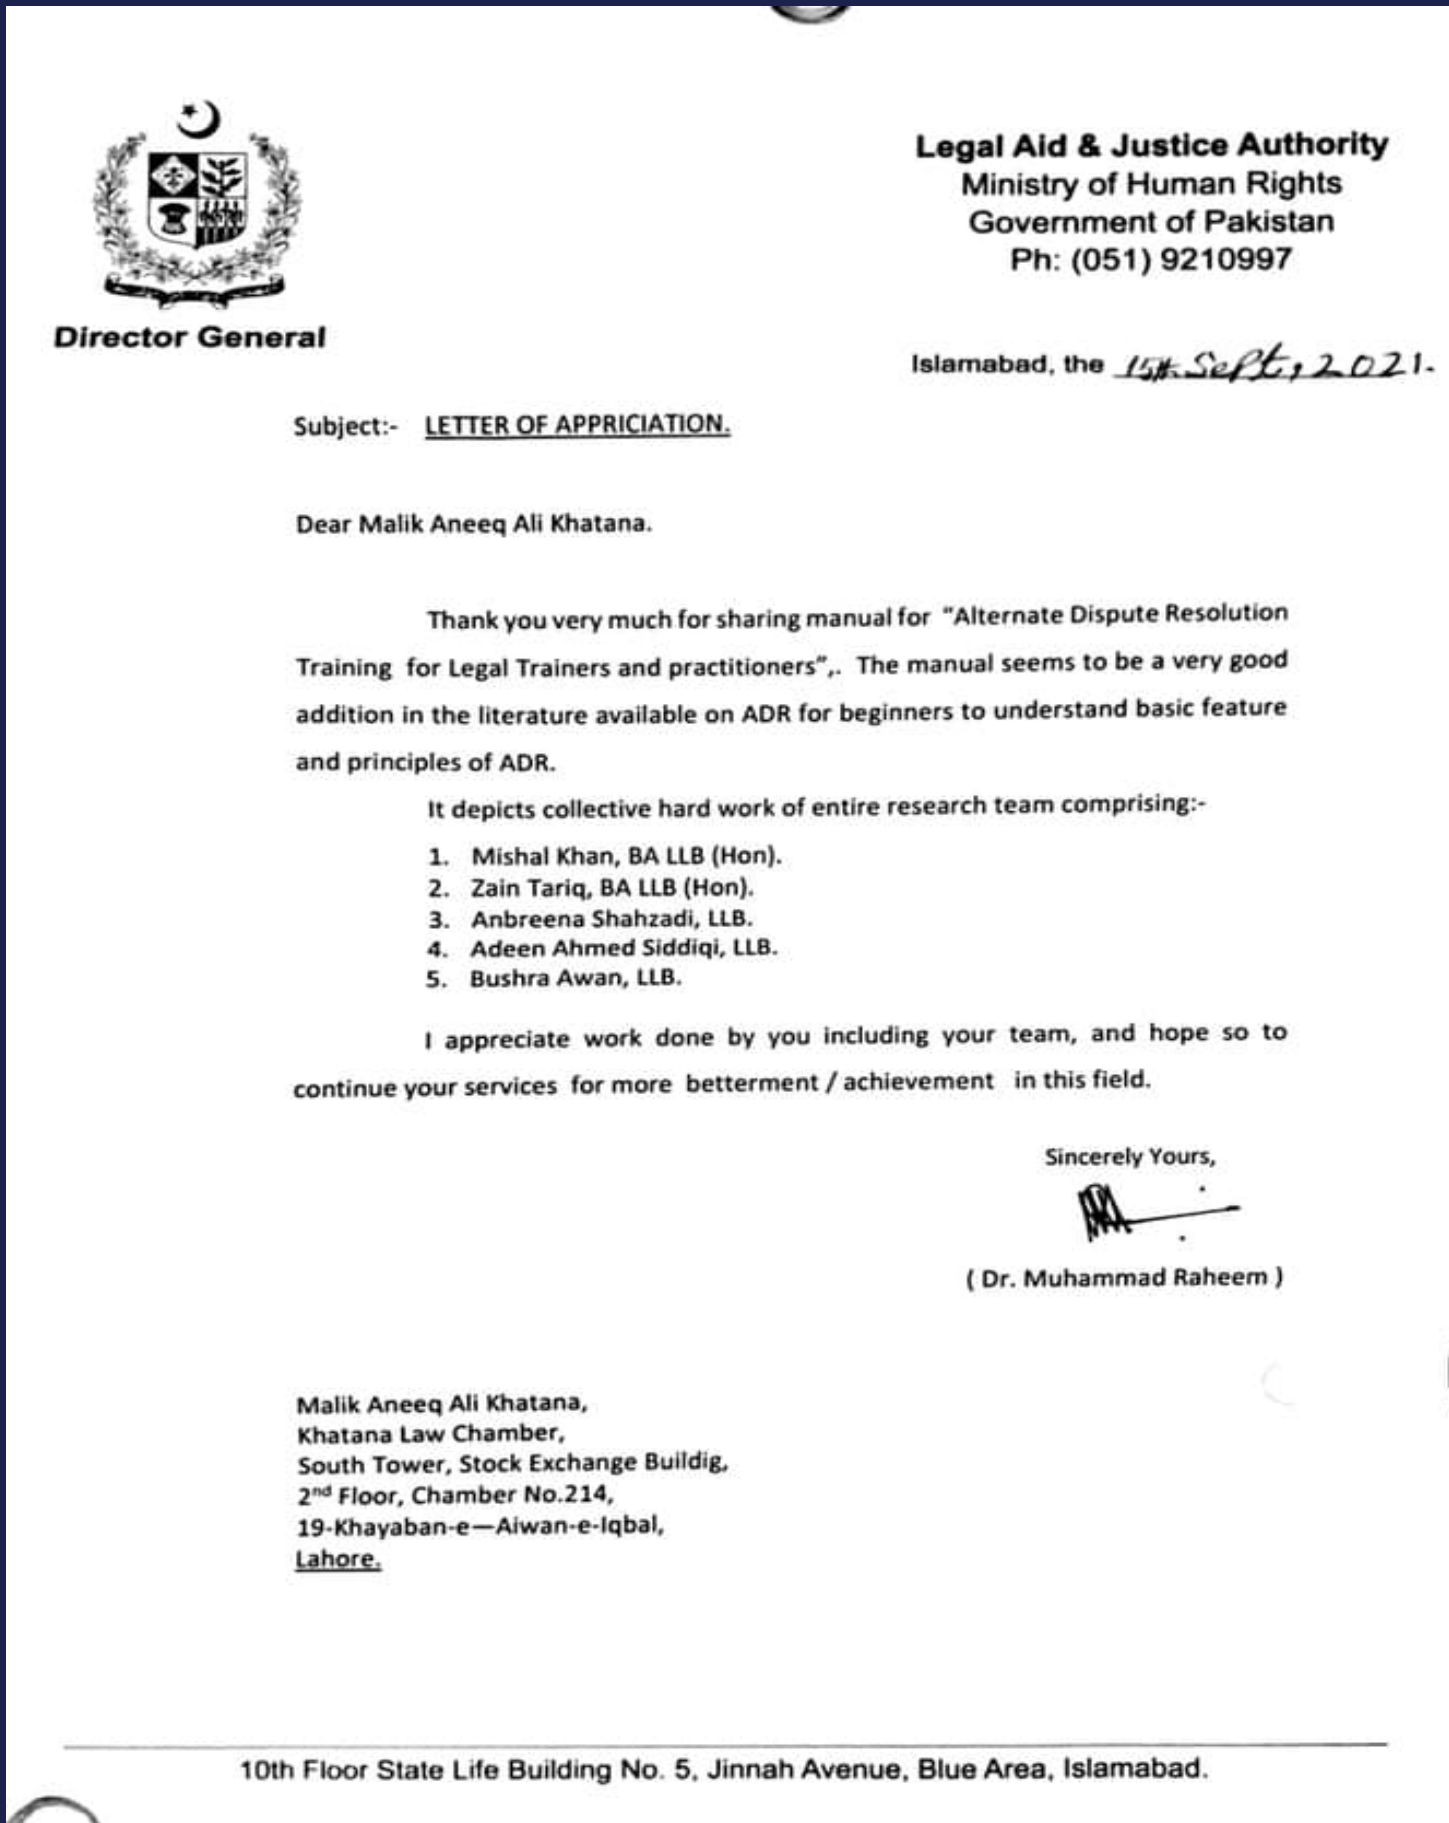 Legal Aid & Justice Authority
Ministry of Human Rights
Government of Pakistan
Ph: (051) 9210997
Director General
Islamabad, the 15th Sept, 2021.
Subject:- LETTER OF APPRICIATION.
Dear Malik Aneeq Ali Khatana.
Thank you very much for sharing manual for "Alternate Dispute Resolution
Training for Legal Trainers and practitioners",. The manual seems to be a very good
addition in the literature available on ADR for beginners to understand basic feature
and principles of ADR.
It depicts collective hard work of entire research team comprising:-
1. Mishal Khan, BA LLB (Hon).
2. Zain Tariq, BA LLB (Hon).
3. Anbreena Shahzadi, LLB.
4. Adeen Ahmed Siddiqi, LLB.
5. Bushra Awan, LLB.
I appreciate work done by you including your team, and hope so to
continue your services for more betterment / achievement in this field.
Sincerely Yours,
( Dr. Muhammad Raheem )
Malik Aneeq Ali Khatana,
Khatana Law Chamber,
South Tower, Stock Exchange Buildig,
2nd Floor, Chamber No.214,
19-Khayaban-e—Aiwan-e-Iqbal,
Lahore.
10th Floor State Life Building No. 5, Jinnah Avenue, Blue Area, Islamabad.